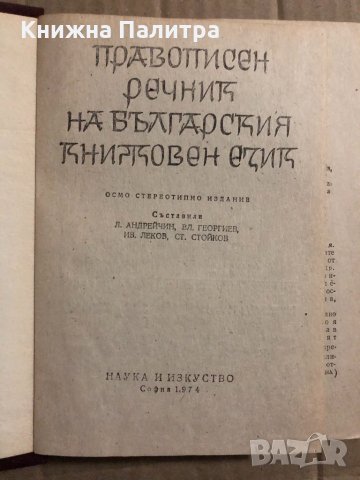 Книжна Палитра
ПРАВОПИСЕН
РЕЧНИК
НА БЪЛГАРСКИЯ
КНИЖОВЕН ЕЗИК
ОСМО СТЕРЕОТИПНО ИЗДАНИЕ
Съставили
Л. АНДРЕЙЧИН, ВЛ. ГЕОРГИЕВ,
ИВ. ЛЕКОВ, СТ. СТОЙКОВ
НАУКА И ИЗКУСТВО
София 1974
BAZAR